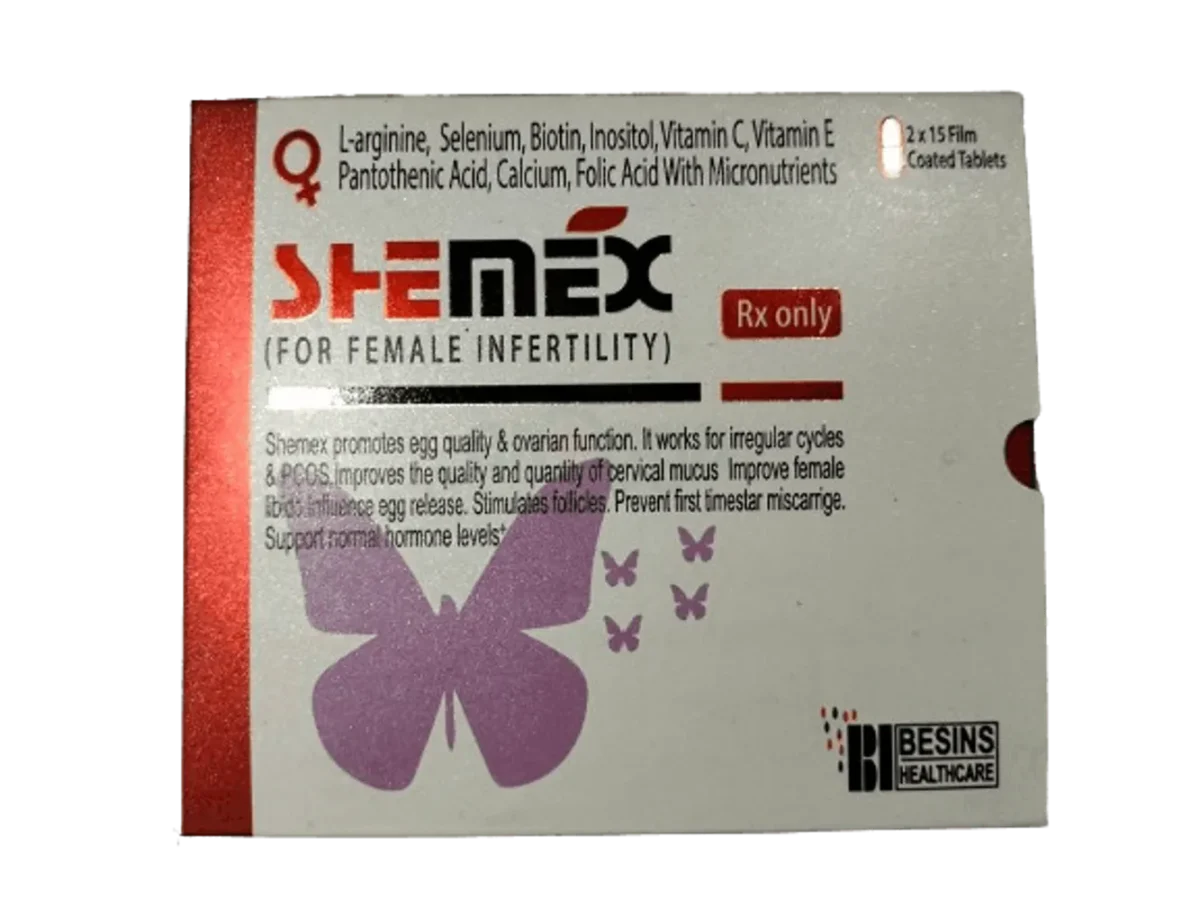 L-arginine, Selenium, Biotin, Inositol, Vitamin C, Vitamin E
Pantothenic Acid, Calcium, Folic Acid With Micronutrients
2 x 15 Film
Coated Tablets
SHEMÉX
Rx only
(FOR FEMALE INFERTILITY)
Shemex promotes egg quality & ovarian function. It works for irregular cycles
& PCOS. Improves the quality and quantity of cervical mucus Improve female
libido influence egg release. Stimulates follicles. Prevent first timestar miscarrige.
Support normal hormone levels
BI BESINS
HEALTHCARE